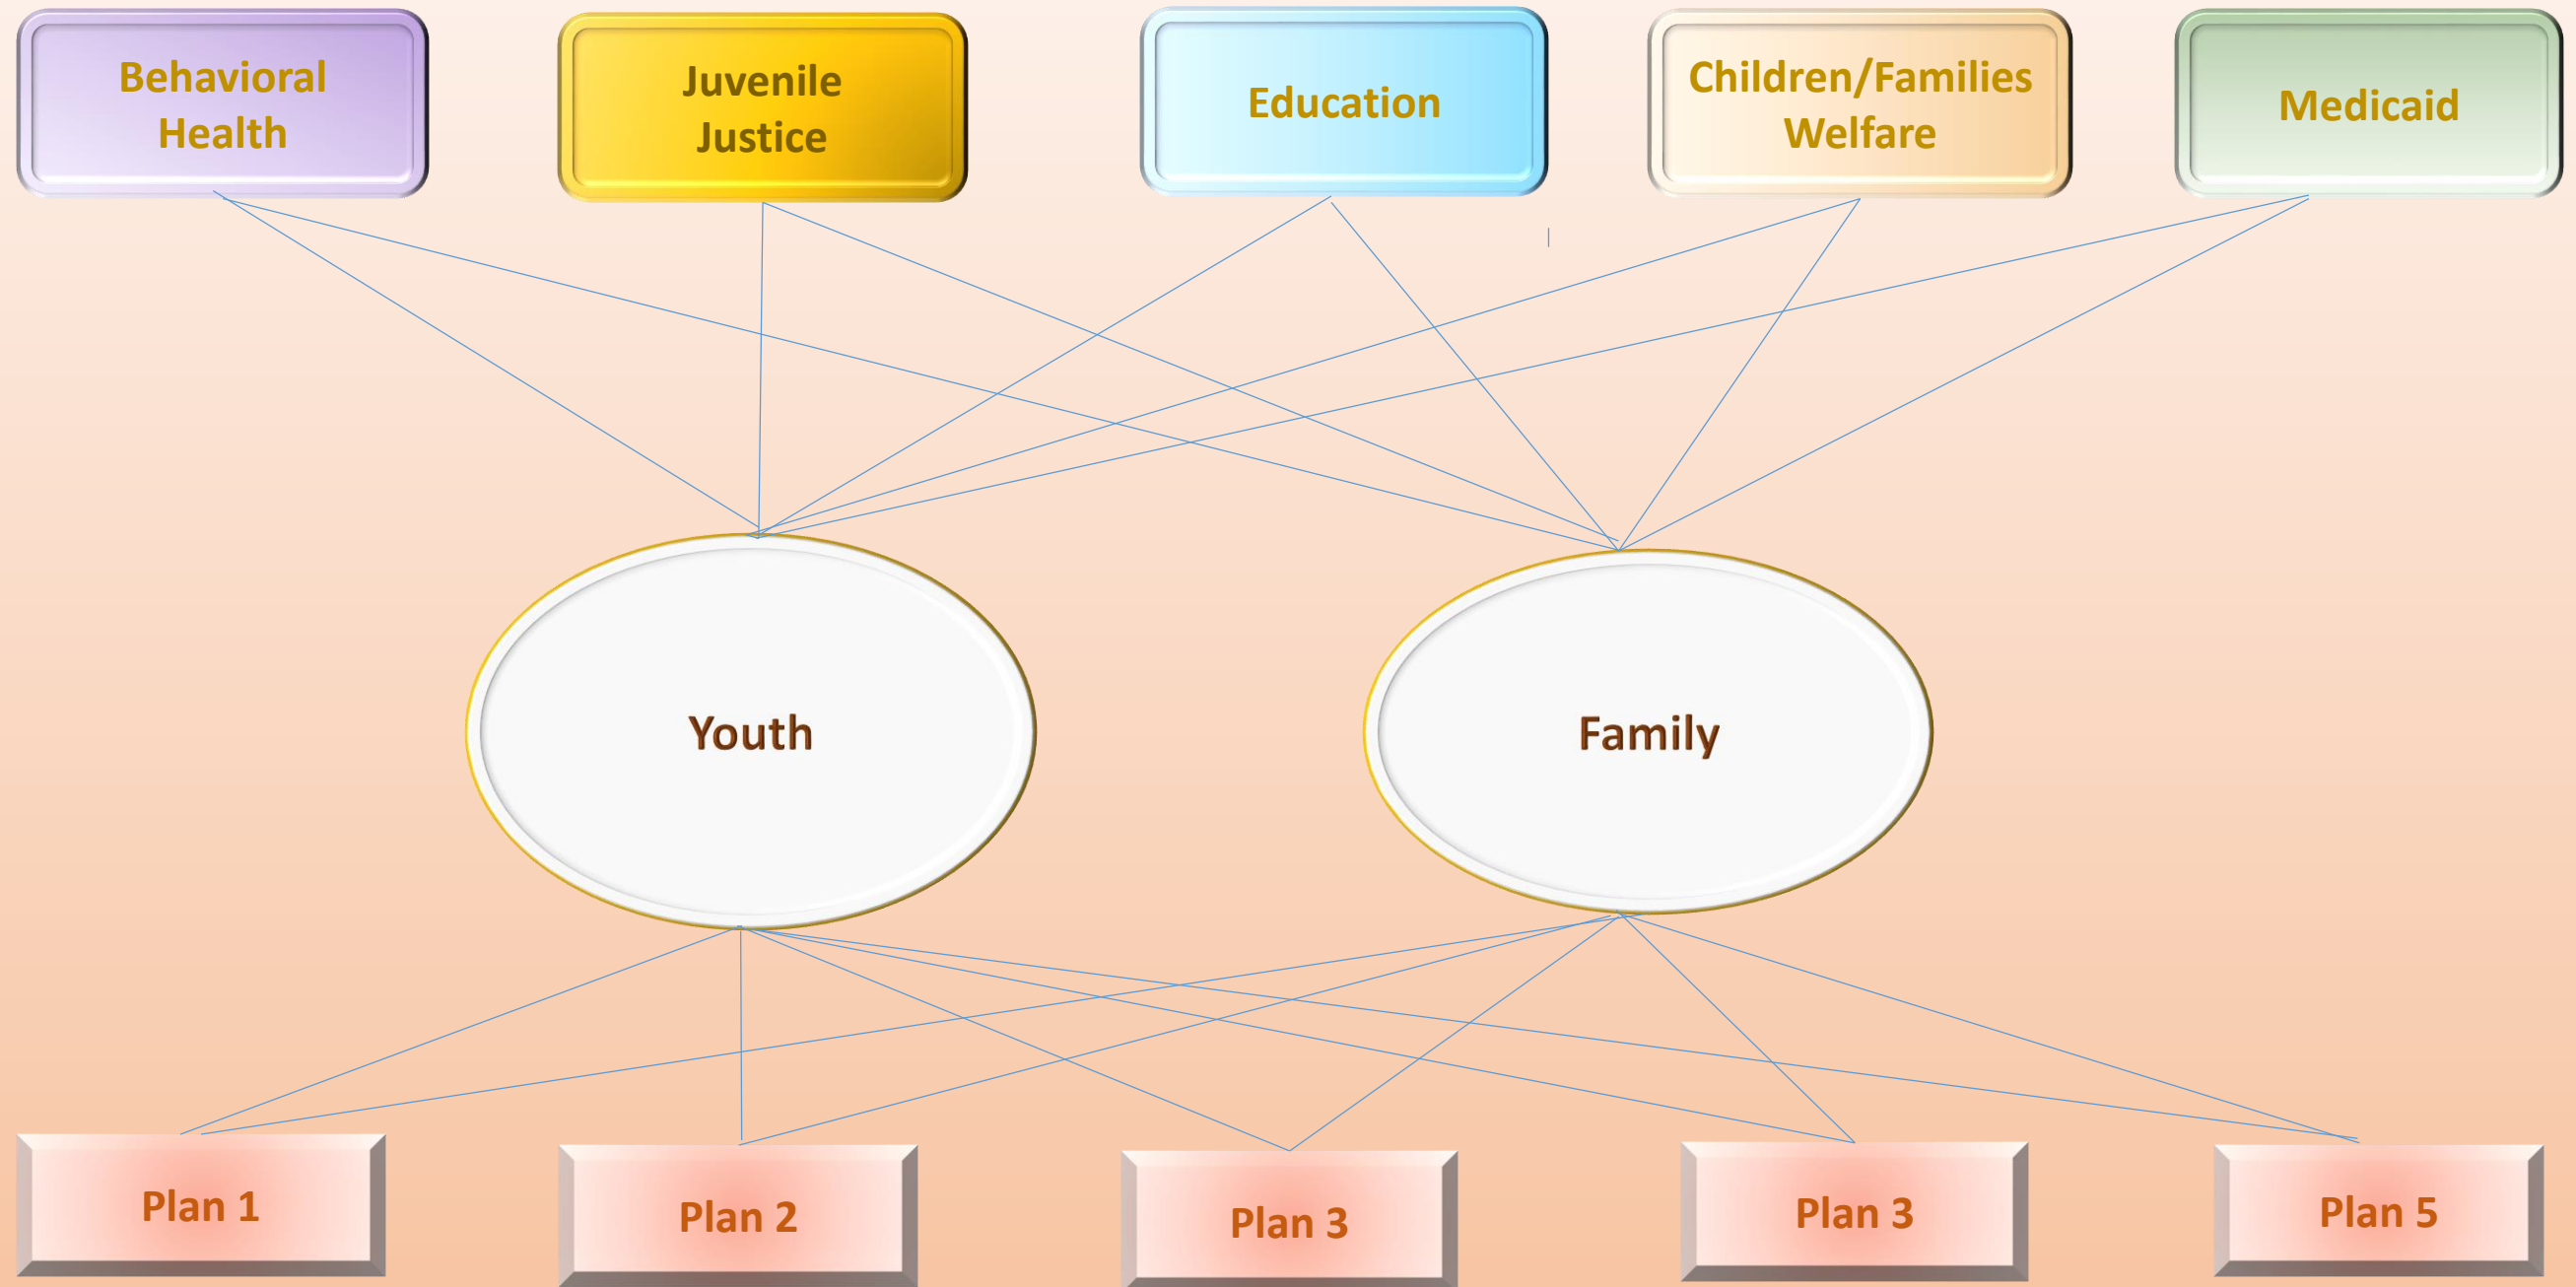 Behavioral
Health
Juvenile
Justice
Education
Children/Families
Welfare
Medicaid
Youth
Family
Plan 1
Plan 2
Plan 3
Plan 3
Plan 5